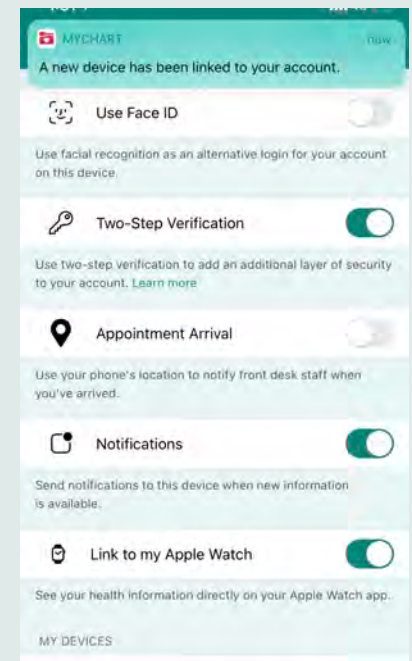 MYCHART
now
A new device has been linked to your account.
Use Face ID
Use facial recognition as an alternative login for your account
on this device.
Two-Step Verification
Use two-step verification to add an additional layer of security
to your account. Learn more
Appointment Arrival
Use your phone's location to notify front desk staff when
you've arrived.
Notifications
Send notifications to this device when new information
is available.
Link to my Apple Watch
See your health information directly on your Apple Watch app.
MY DEVICES